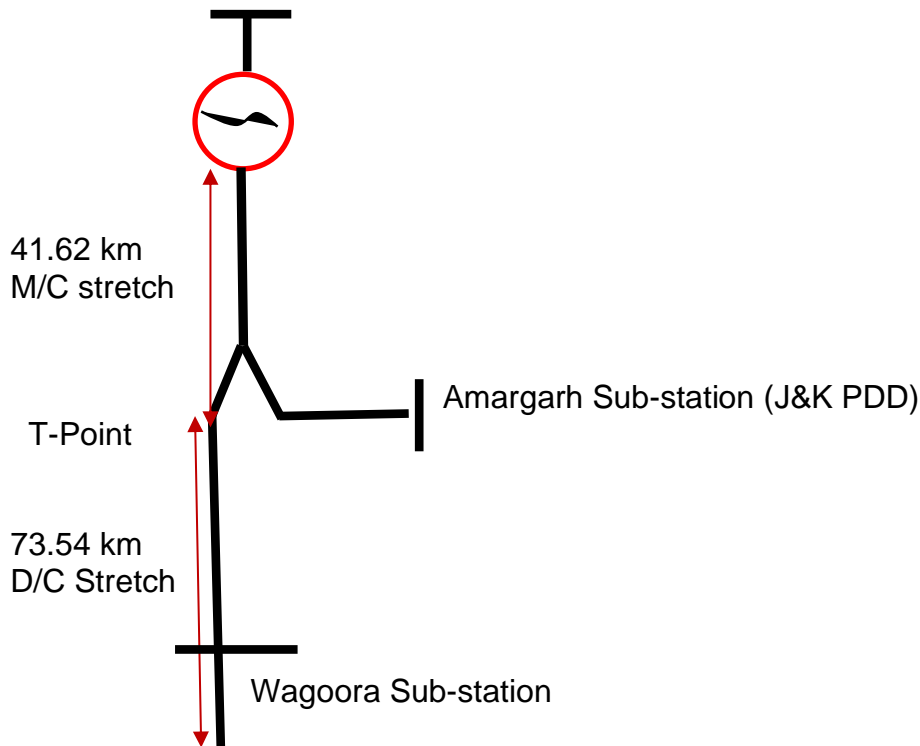 41.62 km
M/C stretch
Amargarh Sub-station (J&K PDD)
T-Point
73.54 km
D/C Stretch
Wagoora Sub-station